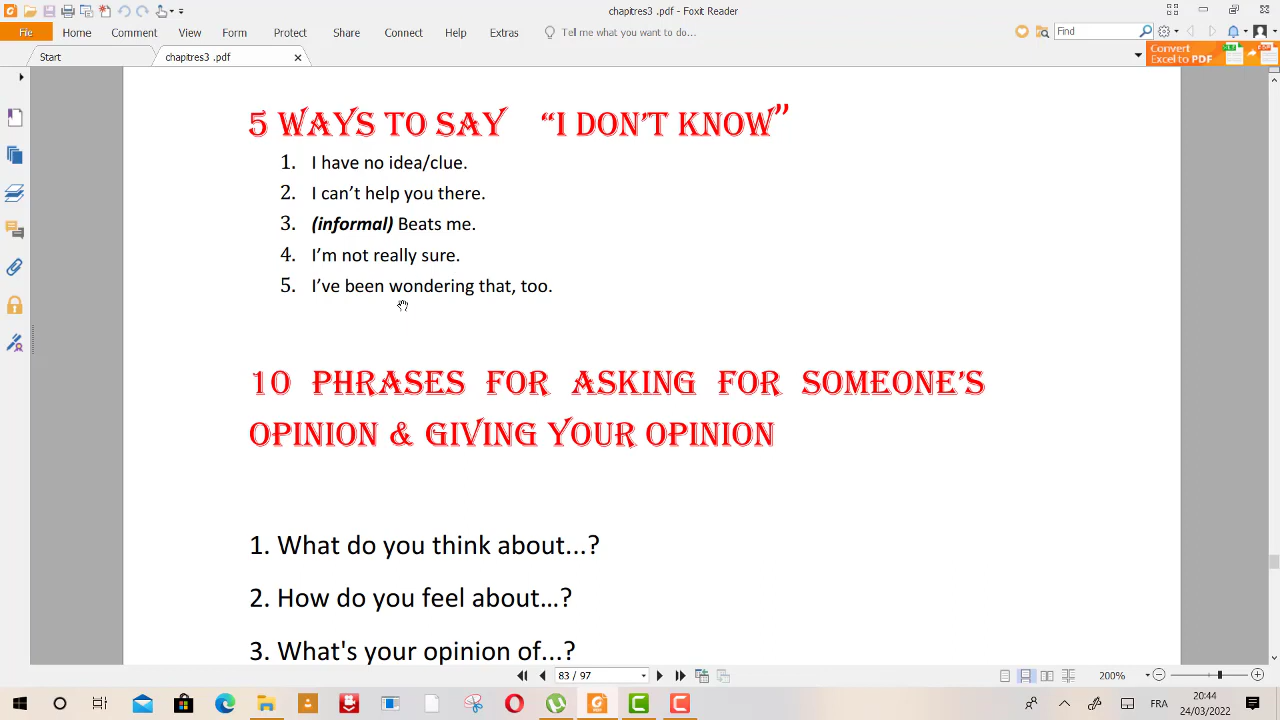 chapitres3 .pdf - Foxit Reader
File Home Comment View Form Protect Share Connect Help Extras Tell me what you want to do... Find
Start chapitres3 .pdf
Convert
Excel to PDF
5 WAYS TO SAY “I DON’T KNOW”
1. I have no idea/clue.
2. I can’t help you there.
3. (informal) Beats me.
4. I’m not really sure.
5. I’ve been wondering that, too.
10 PHRASES FOR ASKING FOR SOMEONE’S
OPINION & GIVING YOUR OPINION
1. What do you think about...?
2. How do you feel about…?
3. What's your opinion of...?
83 / 97 200%
20:44
FRA
24/03/2022